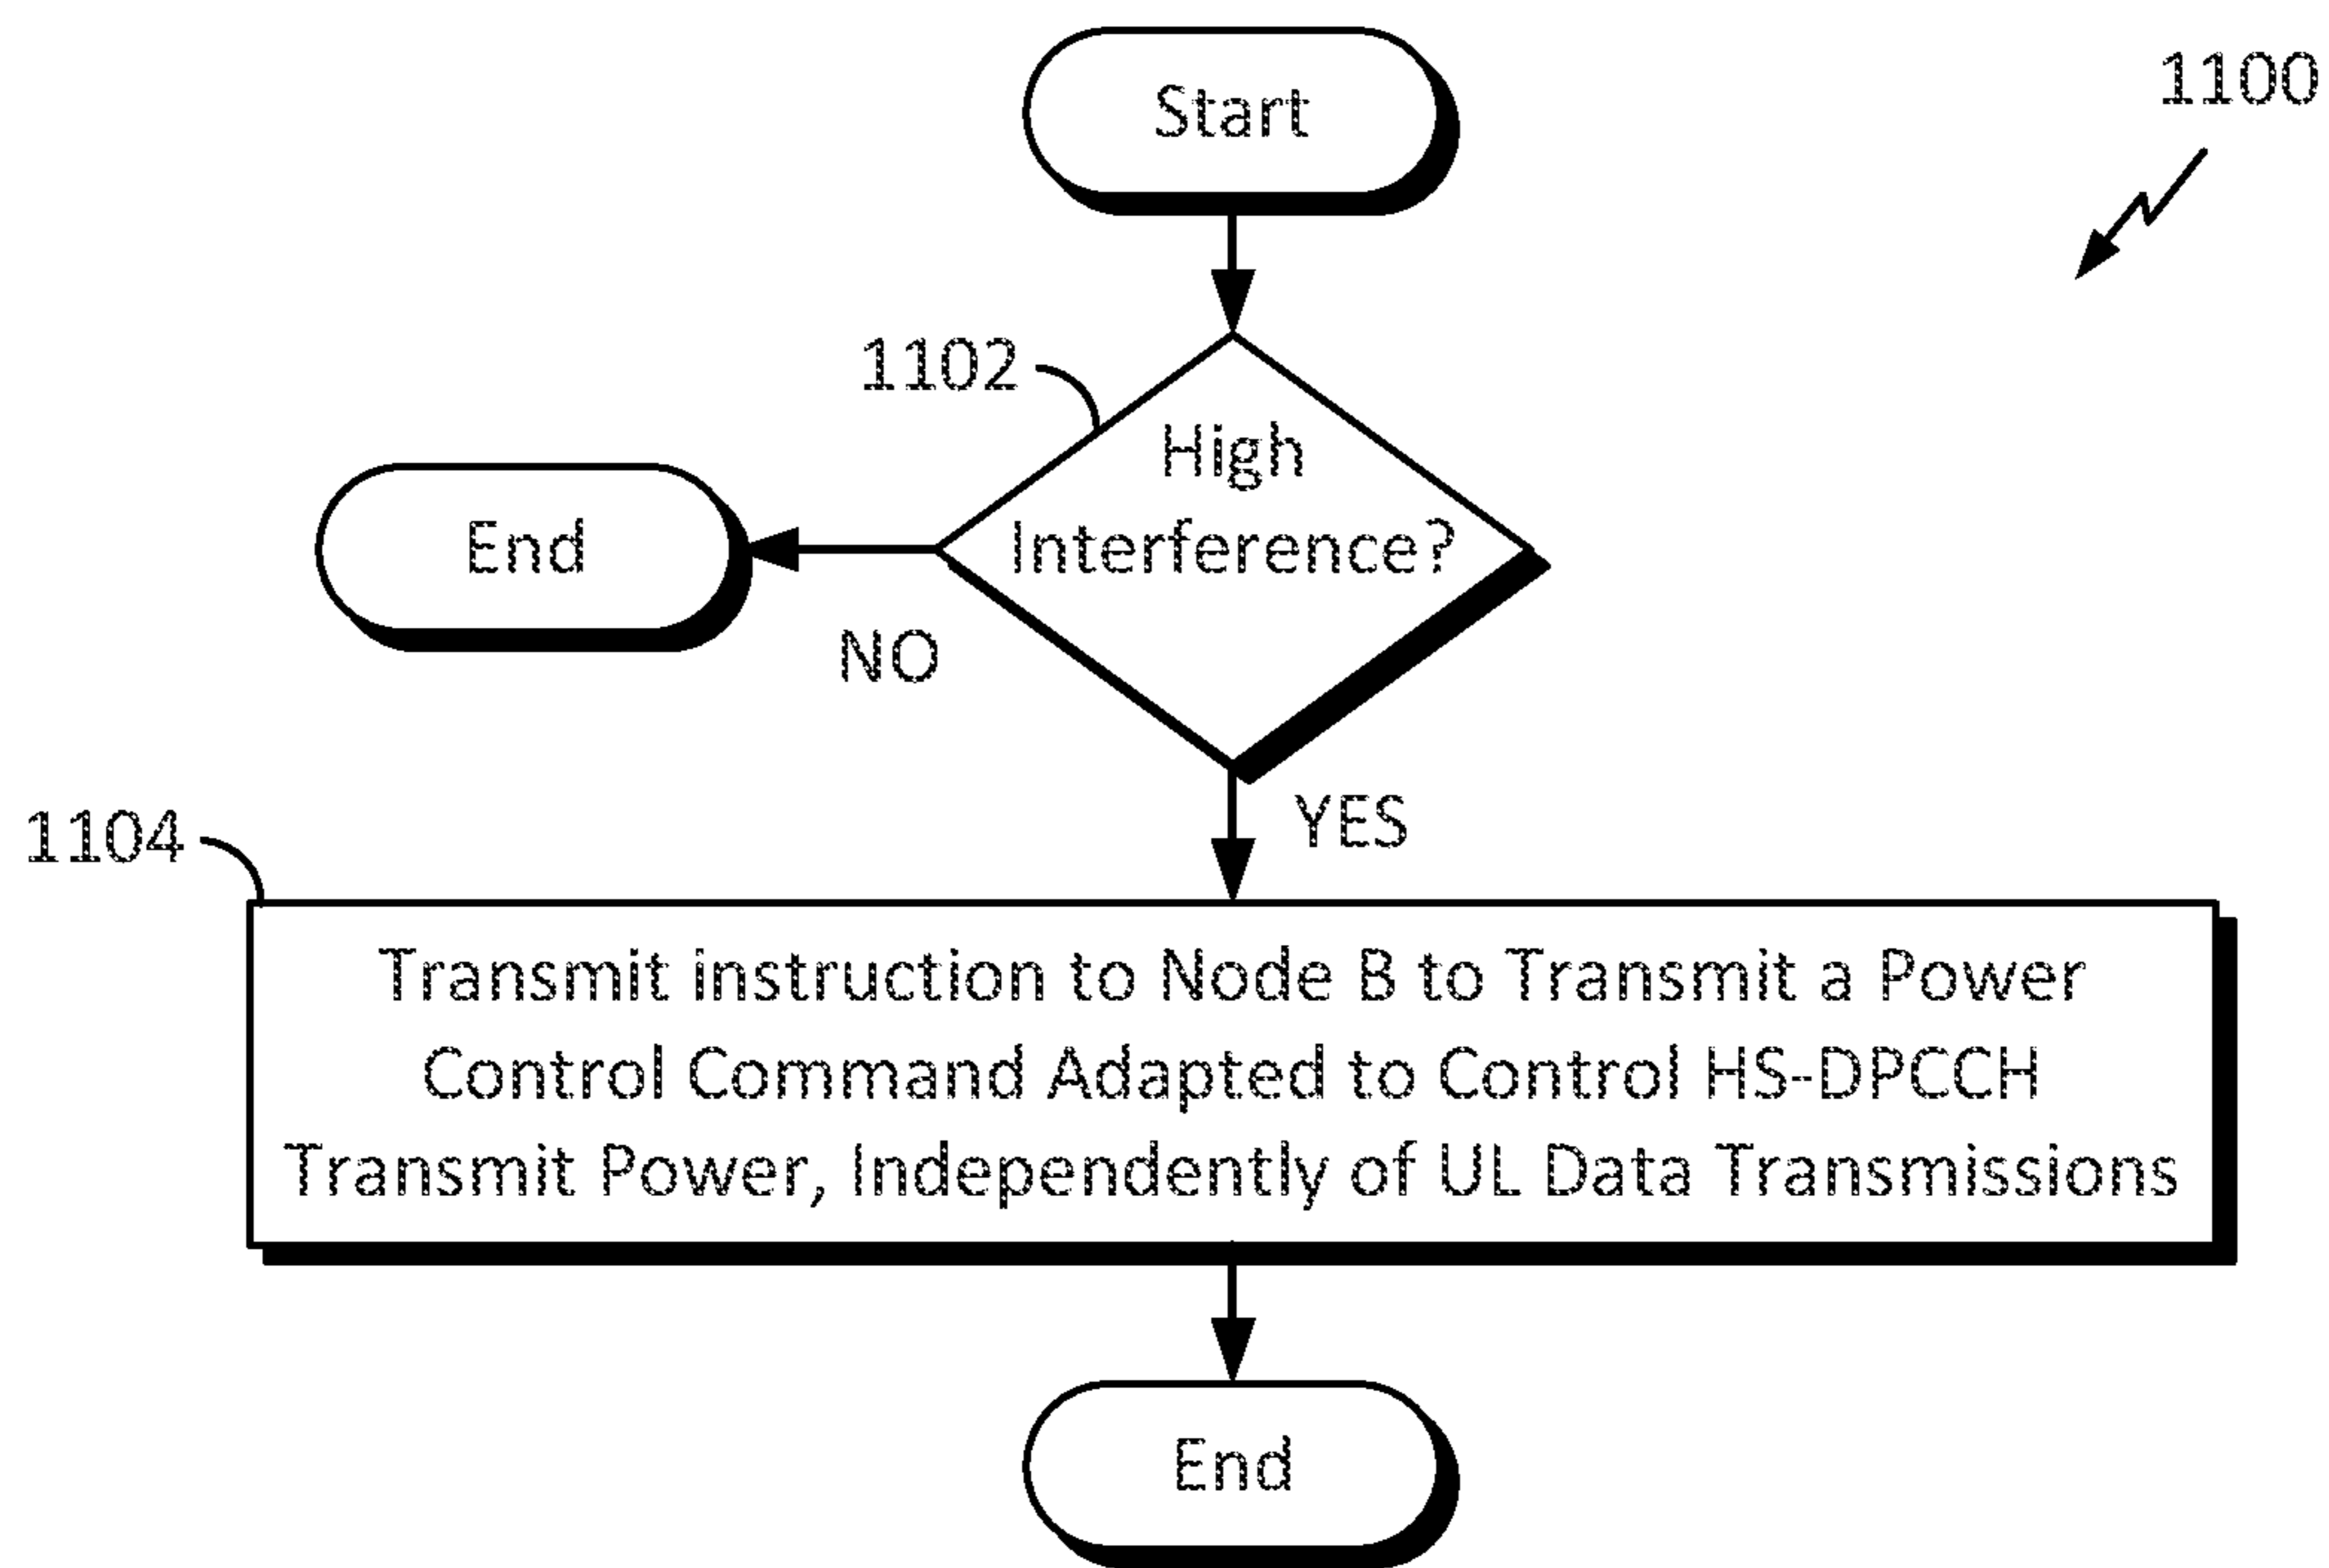 Start
1100
1102
High
Interference?
End
NO
YES
1104
Transmit instruction to Node B to Transmit a Power
Control Command Adapted to Control HS-DPCCH
Transmit Power, Independently of UL Data Transmissions
End